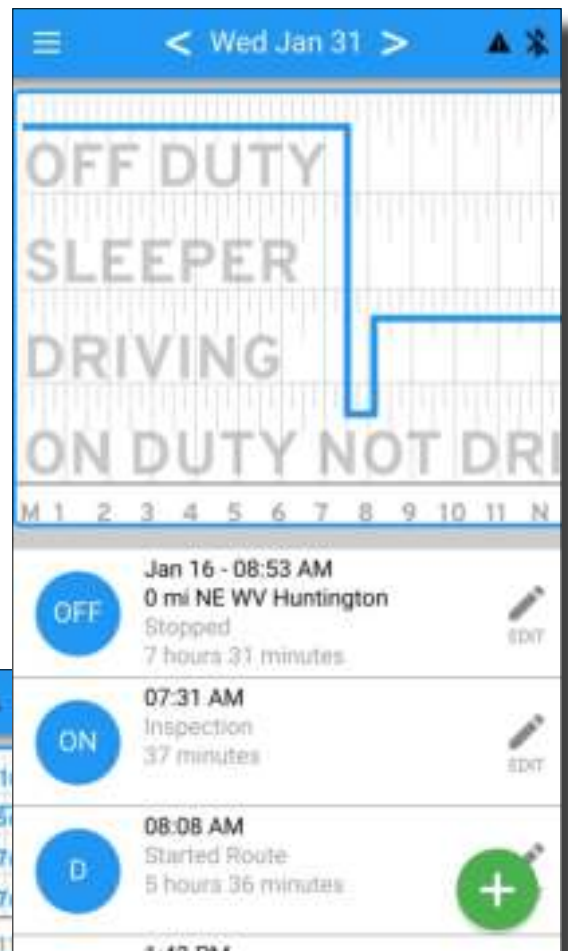 < Wed Jan 31 >
OFF DUTY
SLEEPER
DRIVING
ON DUTY NOT DRI
M 1 2 3 4 5 6 7 8 9 10 11 N
OFF
Jan 16 - 08:53 AM
0 mi NE WV Huntington
Stopped
7 hours 31 minutes
EDIT
ON
07:31 AM
Inspection
37 minutes
EDIT
D
08:08 AM
Started Route
5 hours 36 minutes
+